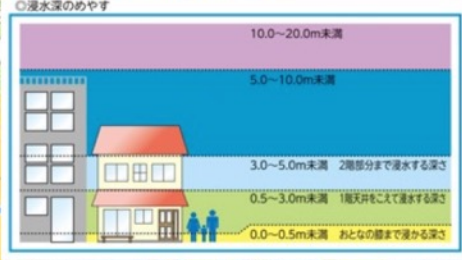 ◎浸水深のめやす
10.0～20.0m未満
5.0～10.0m未満
3.0～5.0m未満 2階部分まで浸水する深さ
0.5～3.0m未満 1階天井をこえて浸水する深さ
0.0～0.5m未満 おとなの膝まで浸かる深さ